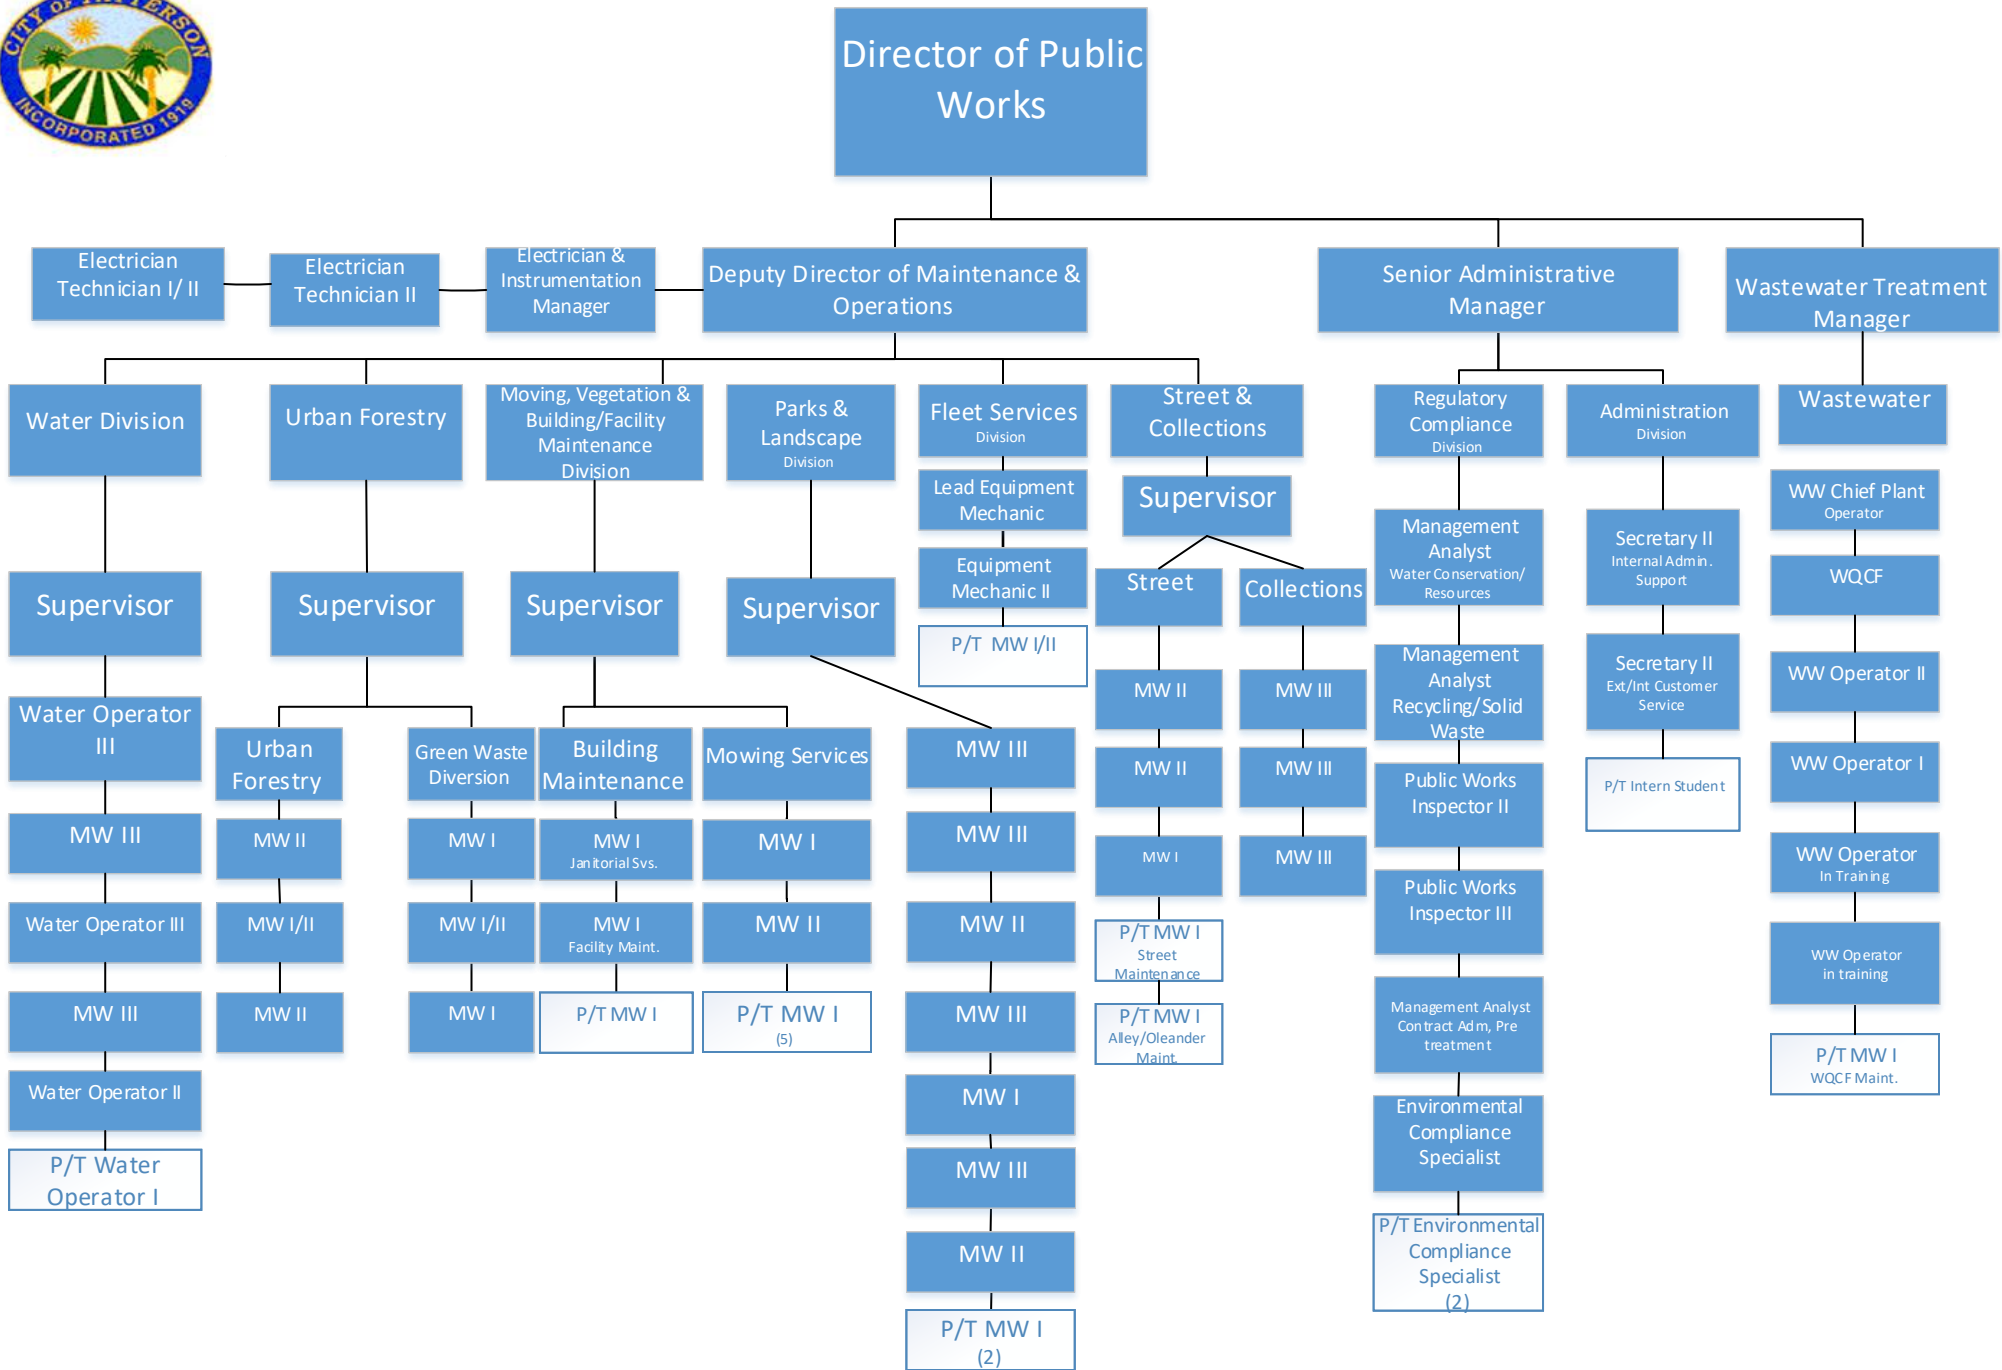 CITY OF PATTERSON
INCORPORATED 1919
Director of Public
Works
Electrician
Technician I/ II
Electrician
Technician II
Electrician &
Instrumentation
Manager
Deputy Director of Maintenance &
Operations
Senior Administrative
Manager
Wastewater Treatment
Manager
Water Division
Urban Forestry
Moving, Vegetation &
Building/Facility
Maintenance
Division
Parks &
Landscape
Division
Fleet Services
Division
Street &
Collections
Regulatory
Compliance
Division
Administration
Division
Wastewater
Supervisor
Water Operator
III
MW III
Water Operator III
MW III
Water Operator II
P/T Water
Operator I
Supervisor
Urban
Forestry
MW II
MW I/II
MW II
Green Waste
Diversion
MW I
MW I/II
MW I
Supervisor
Building
Maintenance
MW I
Janitorial Svs.
MW I
Facility Maint.
P/T MW I
Mowing Services
MW I
MW II
P/T MW I
(5)
Supervisor
MW III
MW III
MW II
MW III
MW I
MW III
MW II
P/T MW I
(2)
Lead Equipment
Mechanic
Equipment
Mechanic II
P/T MW I/II
Supervisor
Street
MW II
MW II
MW I
P/T MW I
Street
Maintenance
P/T MW I
Alley/Oleander
Maint.
Collections
MW III
MW III
MW III
Management
Analyst
Water Conservation/
Resources
Management
Analyst
Recycling/Solid
Waste
Public Works
Inspector II
Public Works
Inspector III
Management Analyst
Contract Adm, Pre
treatment
Environmental
Compliance
Specialist
P/T Environmental
Compliance
Specialist
(2)
Secretary II
Internal Admin.
Support
Secretary II
Ext/Int Customer
Service
P/T Intern Student
WW Chief Plant
Operator
WQCF
WW Operator II
WW Operator I
WW Operator
In Training
WW Operator
in training
P/T MW I
WQCF Maint.